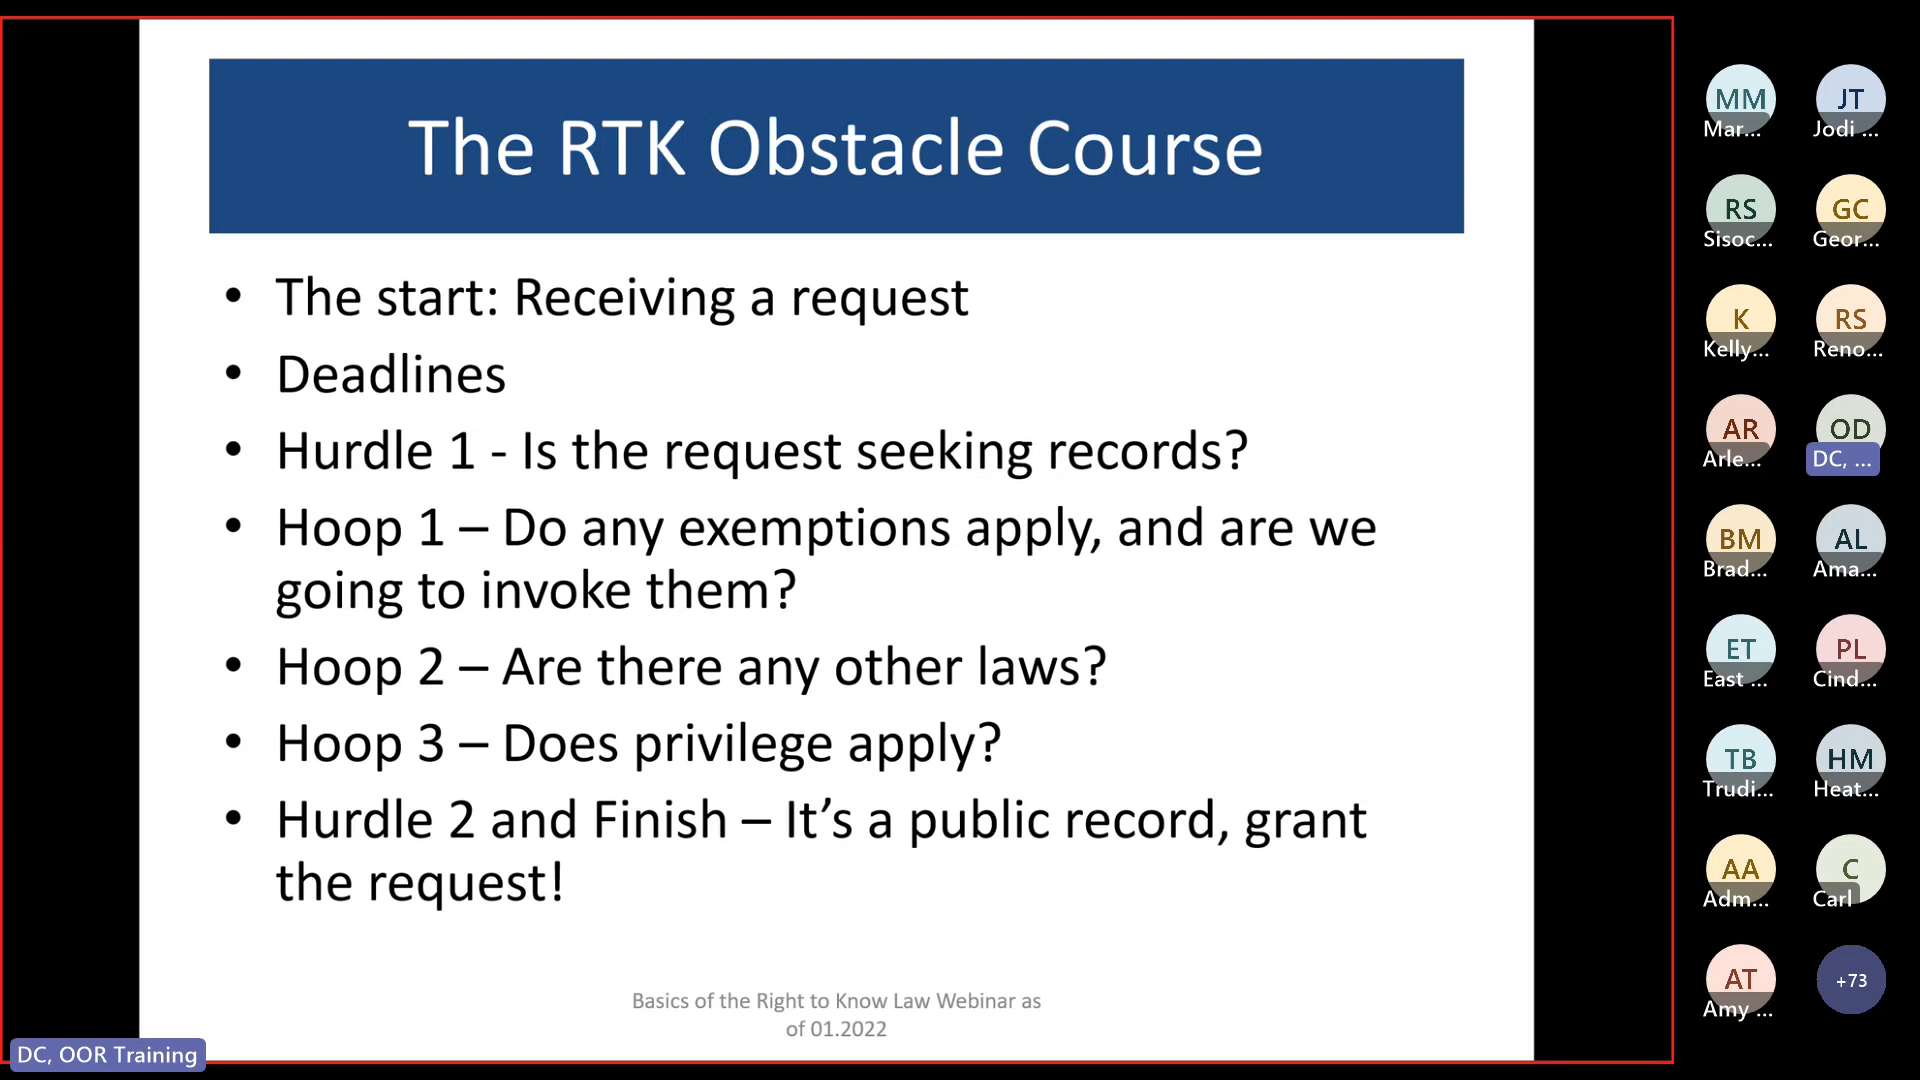 The RTK Obstacle Course
• The start: Receiving a request
• Deadlines
• Hurdle 1 - Is the request seeking records?
• Hoop 1 – Do any exemptions apply, and are we
going to invoke them?
• Hoop 2 – Are there any other laws?
• Hoop 3 – Does privilege apply?
• Hurdle 2 and Finish – It’s a public record, grant
the request!
Basics of the Right to Know Law Webinar as
of 01.2022
DC, OOR Training
MM JT
Mar... Jodi ...
RS GC
Sisoc... Geor...
K RS
Kelly... Reno...
AR OD
Arle... DC, ...
BM AL
Brad... Ama...
ET PL
East ... Cind...
TB HM
Trudi... Heat...
AA C
Adm... Carl
AT +73
Amy ...